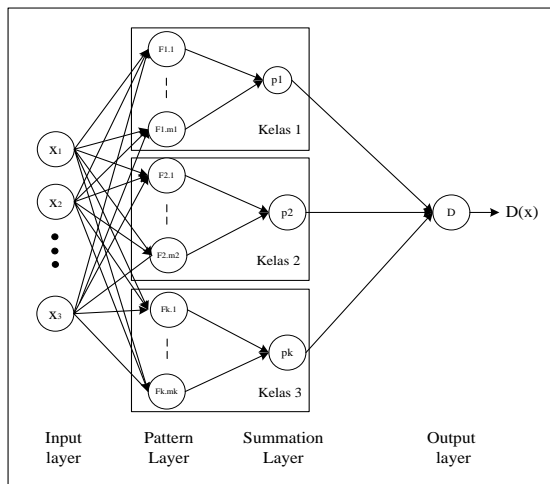 F1.1
F1.m1
p1
Kelas 1
X1
X2
X3
F2.1
F2.m2
p2
Kelas 2
D
D(x)
Fk.1
Fk.mk
pk
Kelas 3
Input
layer
Pattern
Layer
Summation
Layer
Output
layer